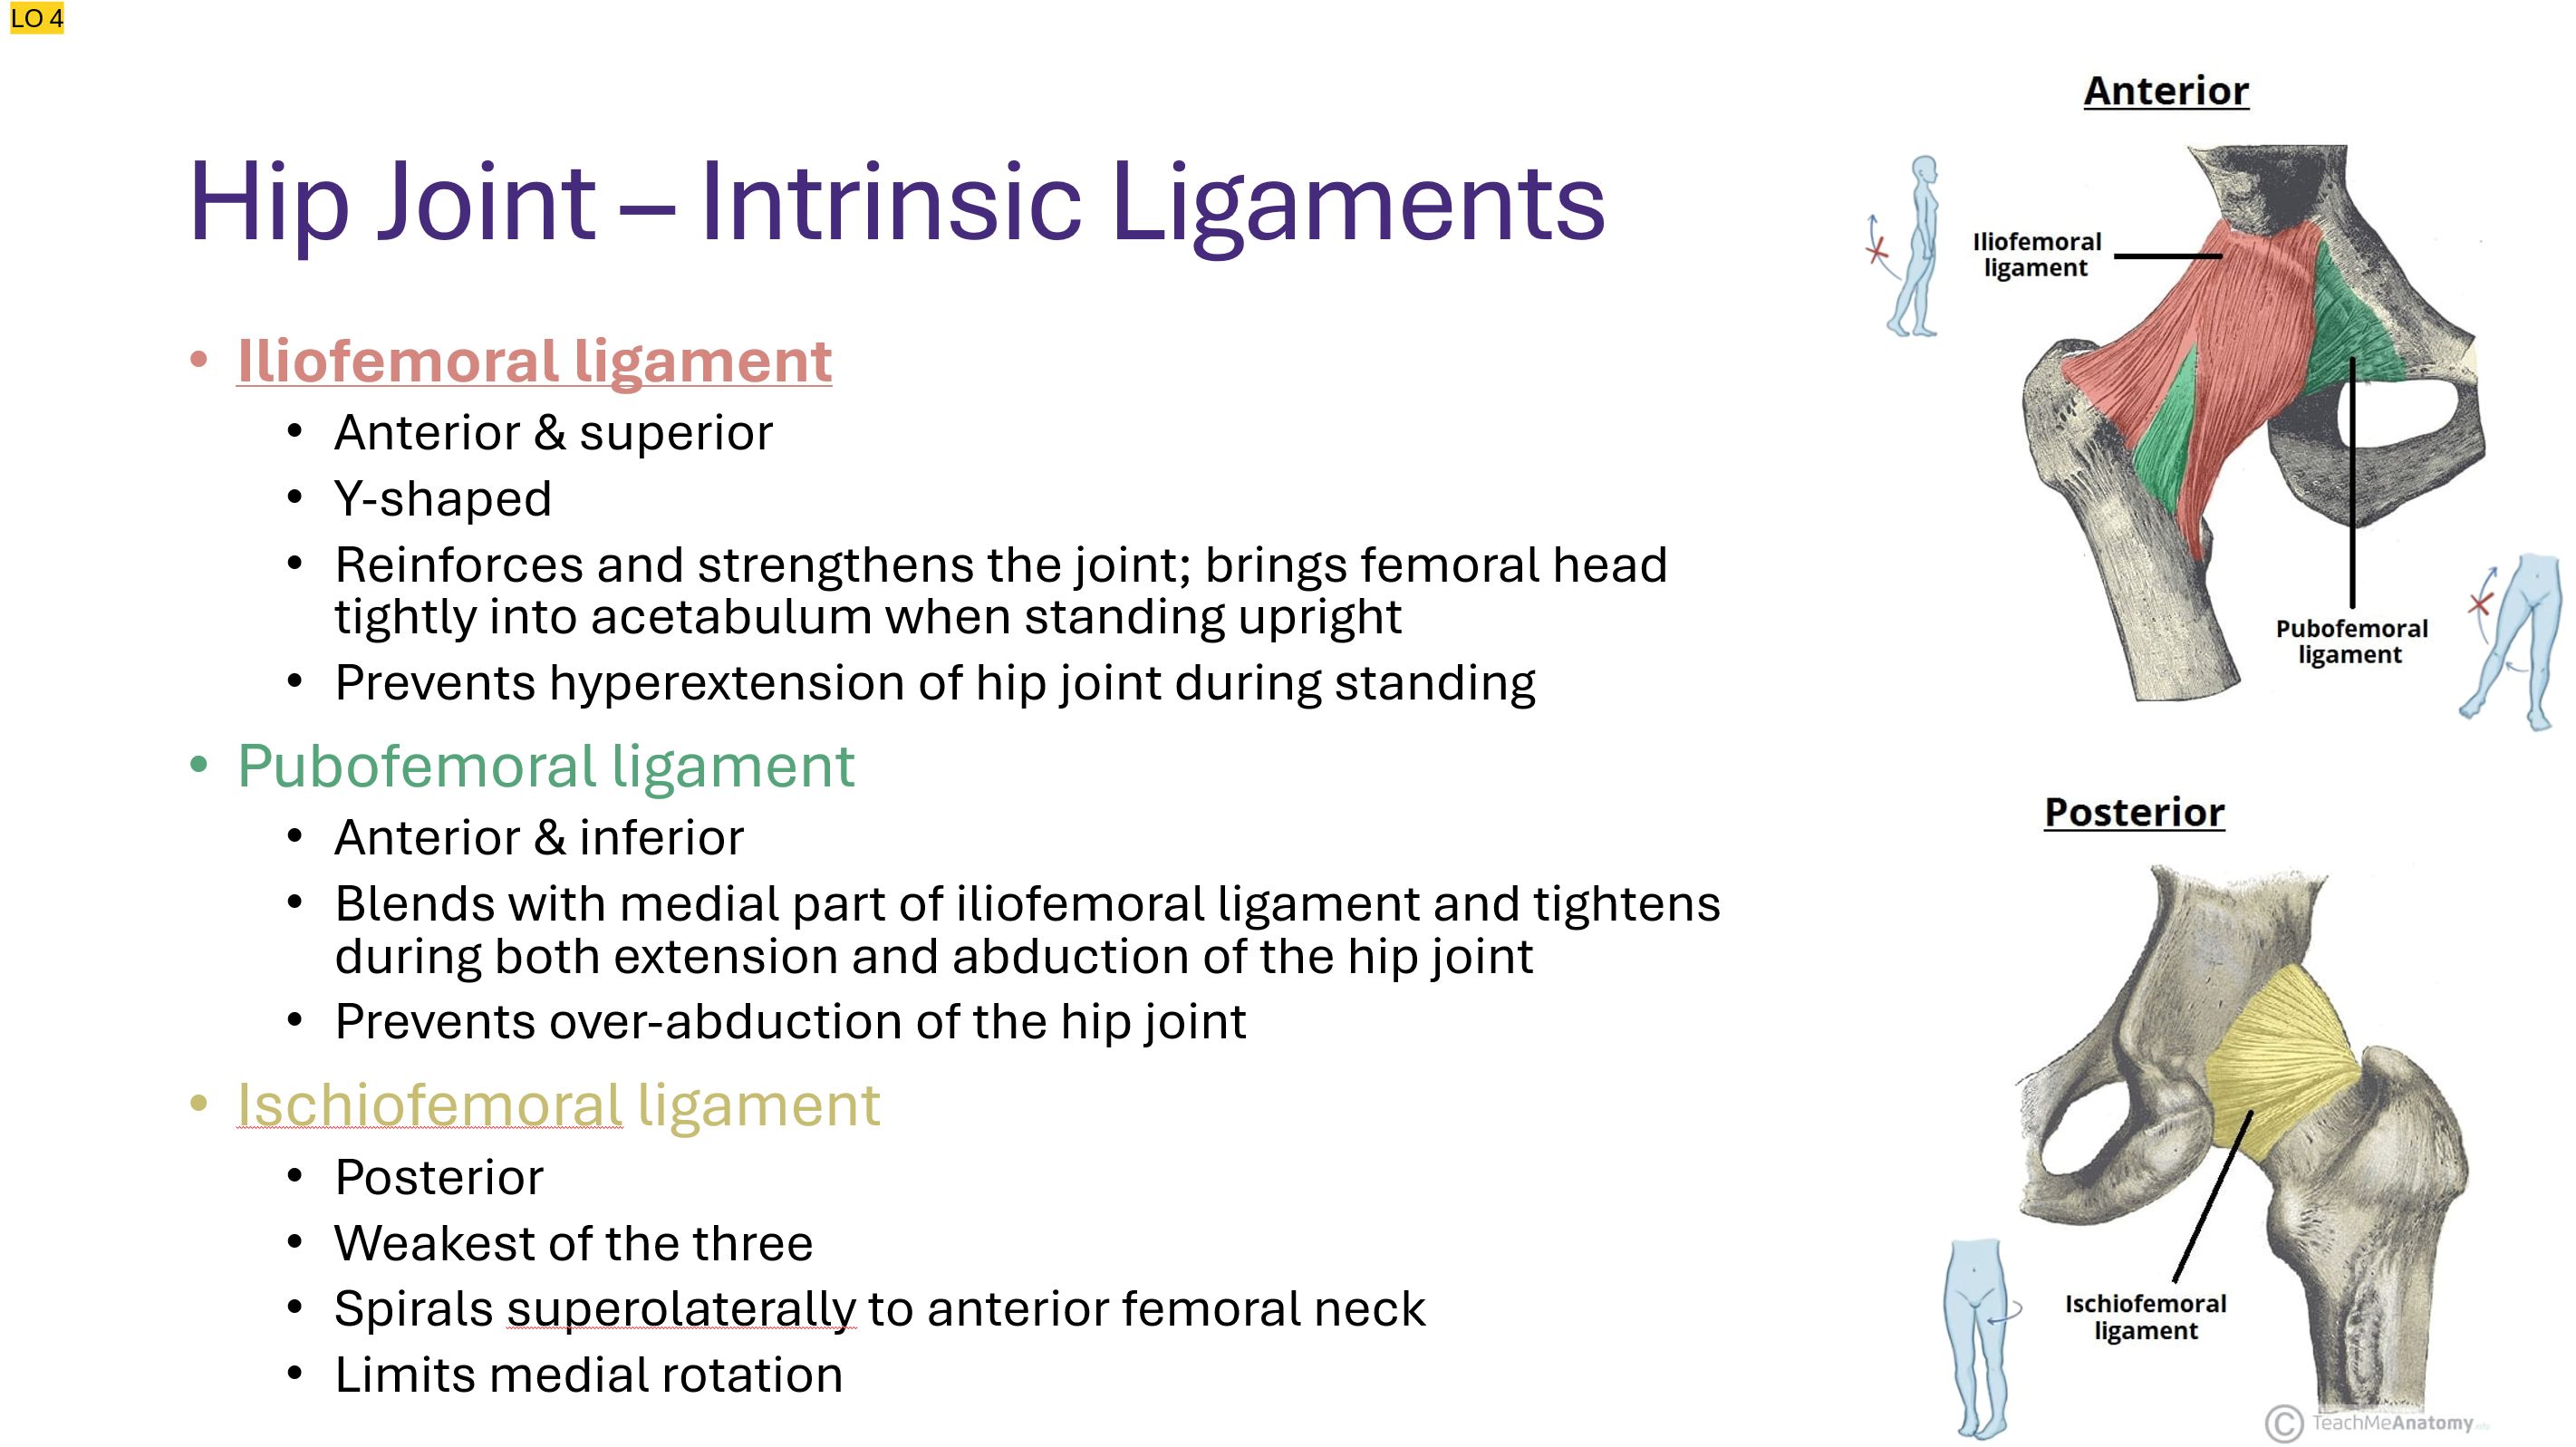 LO 4
Hip Joint – Intrinsic Ligaments
• Iliofemoral ligament
• Anterior & superior
• Y-shaped
• Reinforces and strengthens the joint; brings femoral head
tightly into acetabulum when standing upright
• Prevents hyperextension of hip joint during standing
• Pubofemoral ligament
• Anterior & inferior
• Blends with medial part of iliofemoral ligament and tightens
during both extension and abduction of the hip joint
• Prevents over-abduction of the hip joint
• Ischiofemoral ligament
• Posterior
• Weakest of the three
• Spirals superolaterally to anterior femoral neck
• Limits medial rotation
Anterior
Iliofemoral
ligament
Pubofemoral
ligament
Posterior
Ischiofemoral
ligament
© TeachMeAnatomy